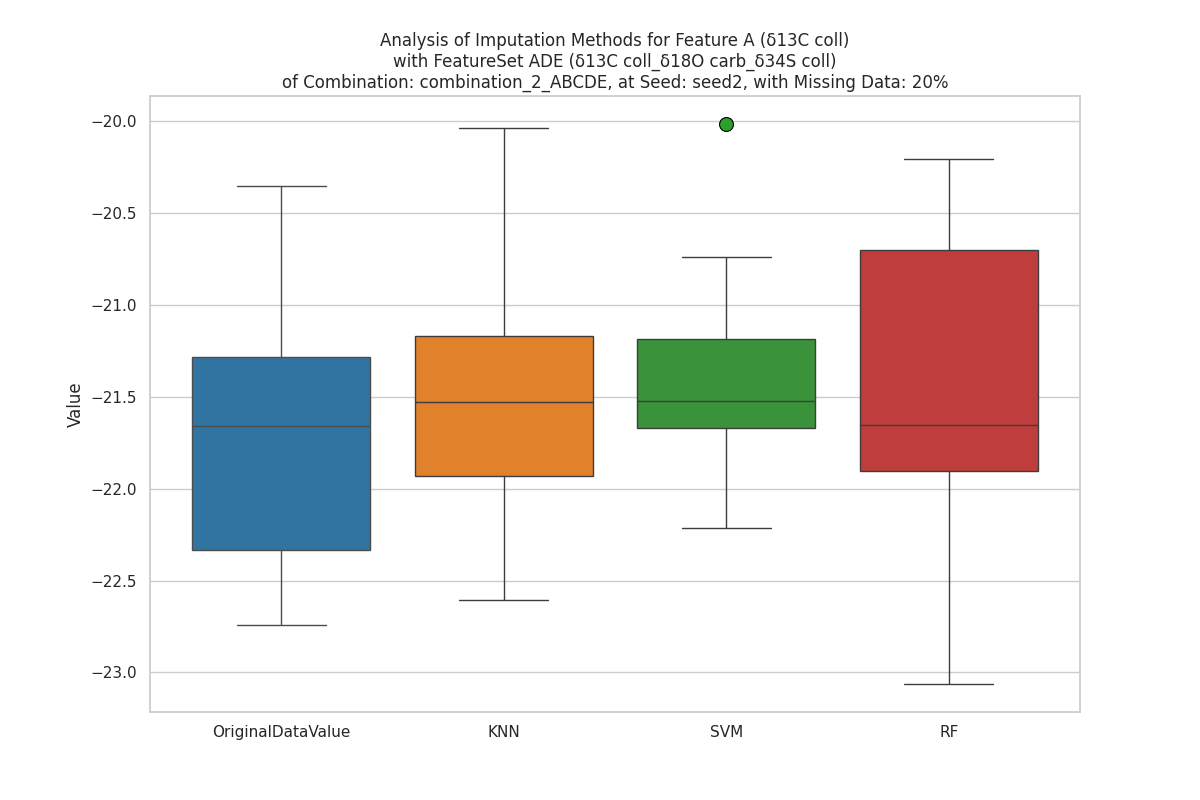 Analysis of Imputation Methods for Feature A (δ13C coll)
with FeatureSet ADE (δ13C coll_δ18O carb_δ34S coll)
of Combination: combination_2_ABCDE, at Seed: seed2, with Missing Data: 20%
−20.0
−20.5
−21.0
−21.5
−22.0
−22.5
−23.0
Value
OriginalDataValue
KNN
SVM
RF